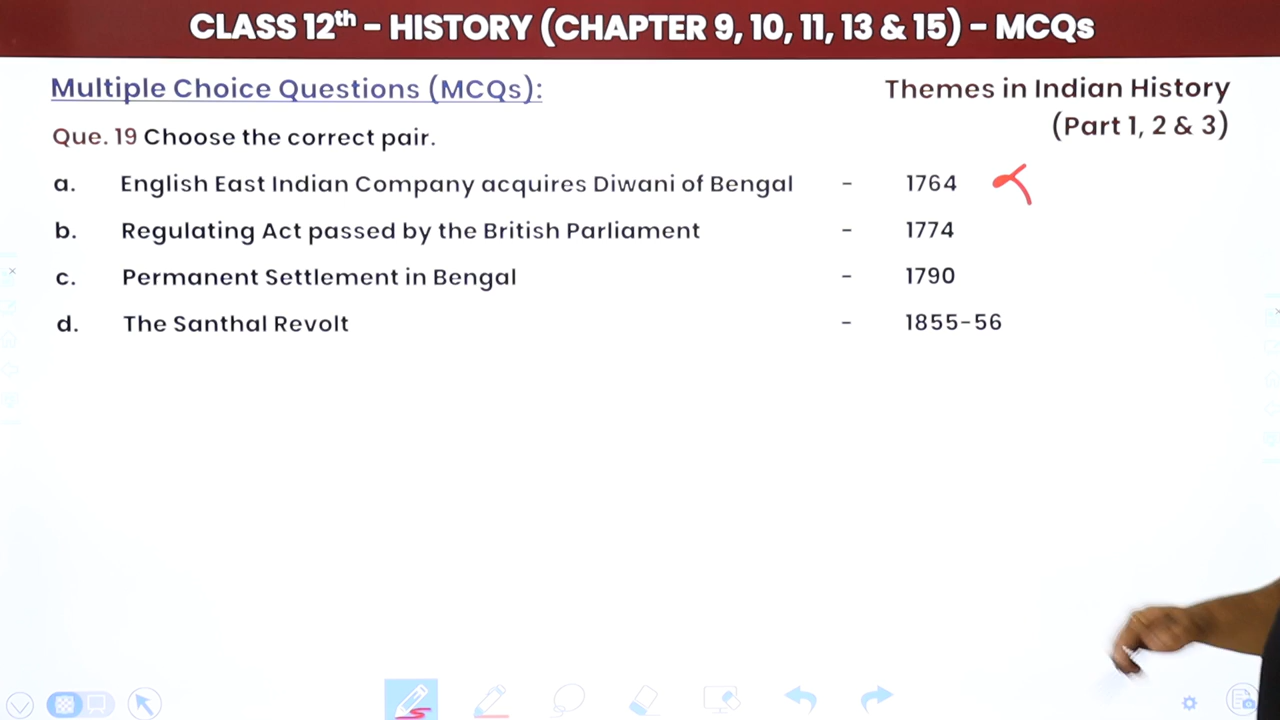 CLASS 12th - HISTORY (CHAPTER 9, 10, 11, 13 & 15) - MCQs
Multiple Choice Questions (MCQs):
Themes in Indian History
(Part 1, 2 & 3)
Que. 19 Choose the correct pair.
a. English East Indian Company acquires Diwani of Bengal - 1764
b. Regulating Act passed by the British Parliament - 1774
c. Permanent Settlement in Bengal - 1790
d. The Santhal Revolt - 1855-56